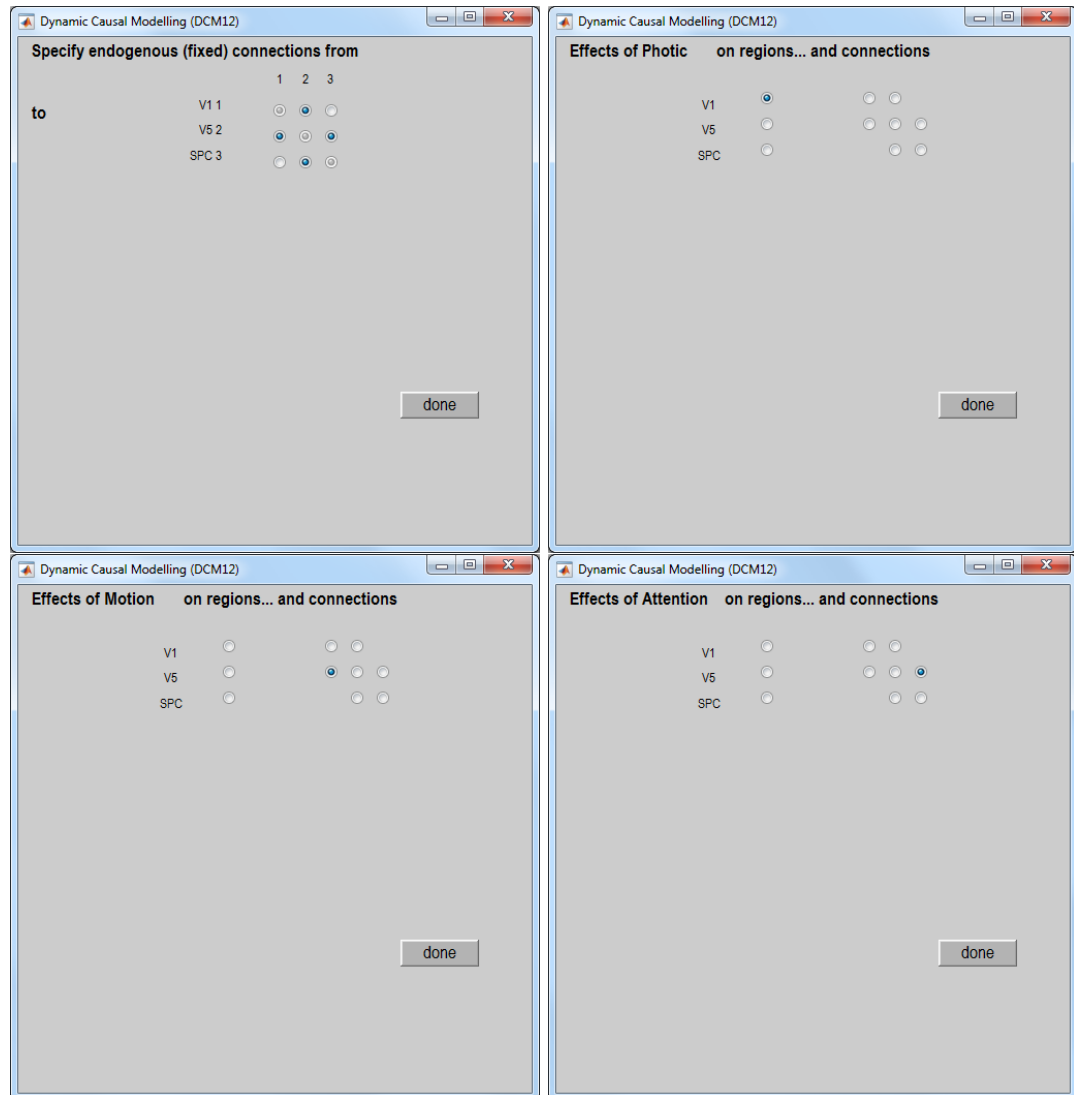 Dynamic Causal Modelling (DCM12)
Specify endogenous (fixed) connections from
1 2 3
to
V1 1
V5 2
SPC 3
done
Dynamic Causal Modelling (DCM12)
Effects of Photic on regions... and connections
V1
V5
SPC
done
Dynamic Causal Modelling (DCM12)
Effects of Motion on regions... and connections
V1
V5
SPC
done
Dynamic Causal Modelling (DCM12)
Effects of Attention on regions... and connections
V1
V5
SPC
done